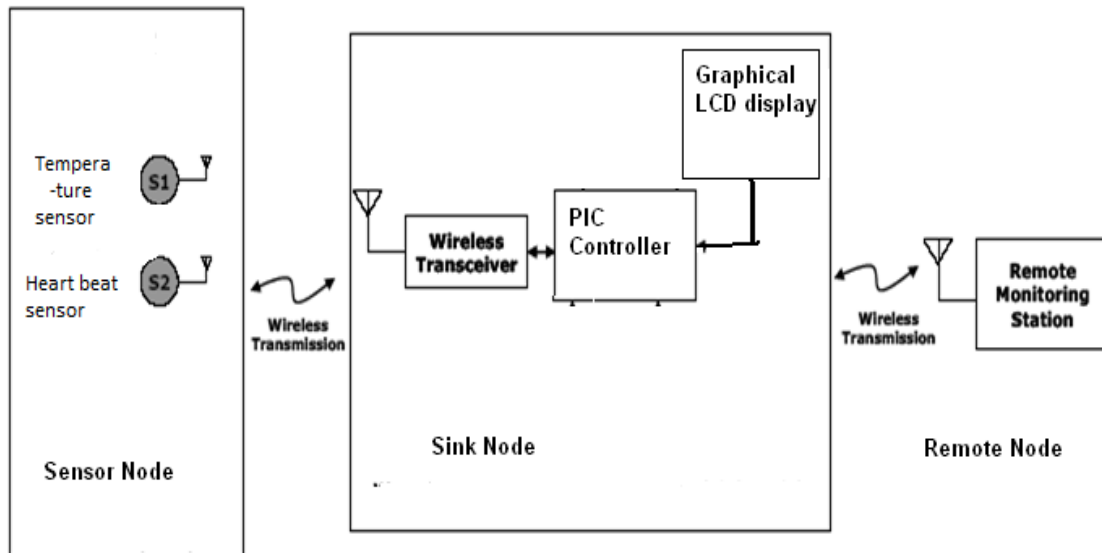 Tempera
-ture
sensor
S1
Heart beat
sensor
S2
Sensor Node
Wireless
Transmission
Graphical
LCD display
Wireless
Transceiver
PIC
Controller
Sink Node
Wireless
Transmission
Remote
Monitoring
Station
Remote Node